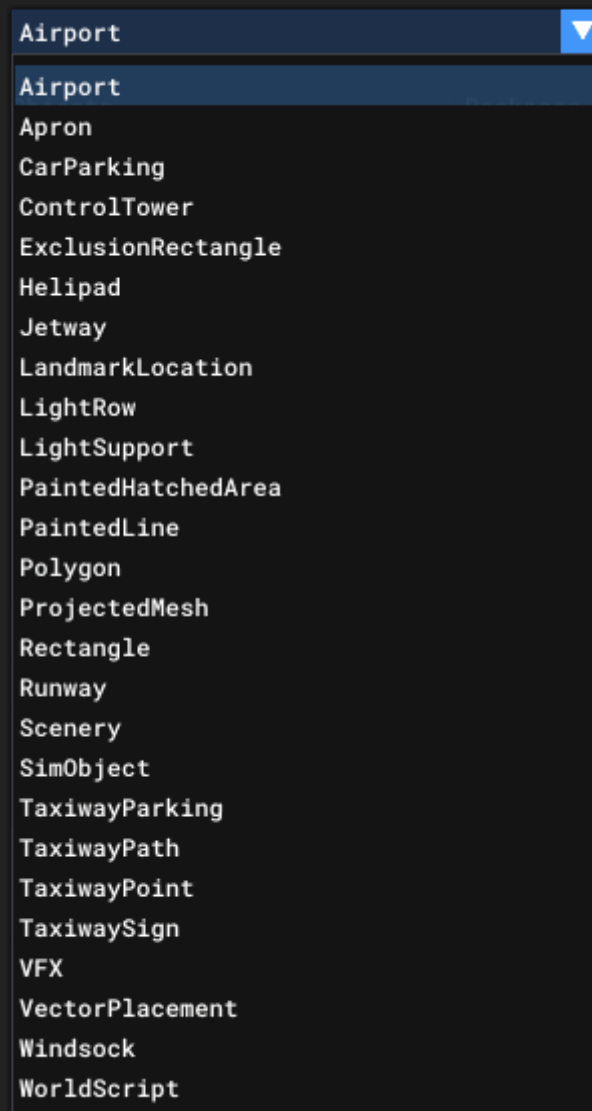 Airport
Airport
Apron
CarParking
ControlTower
ExclusionRectangle
Helipad
Jetway
LandmarkLocation
LightRow
LightSupport
PaintedHatchedArea
PaintedLine
Polygon
ProjectedMesh
Rectangle
Runway
Scenery
SimObject
TaxiwayParking
TaxiwayPath
TaxiwayPoint
TaxiwaySign
VFX
VectorPlacement
Windsock
WorldScript